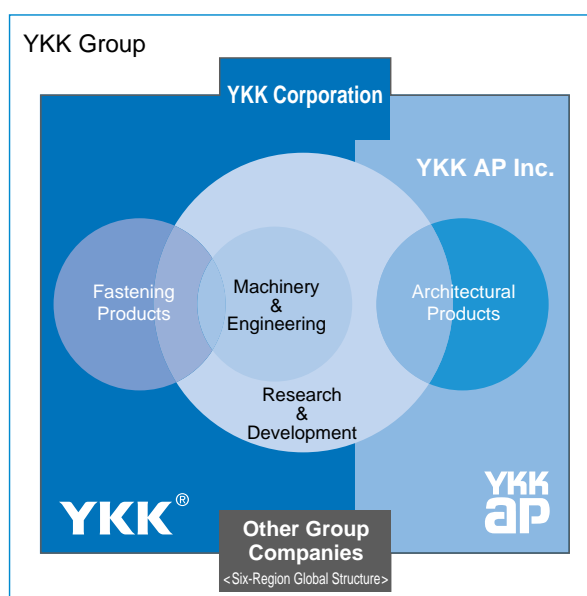 YKK Group
YKK Corporation
YKK AP Inc.
Fastening
Products
Machinery
&
Engineering
Architectural
Products
Research
&
Development
YKK®
YKK
ap
Other Group
Companies
<Six-Region Global Structure>